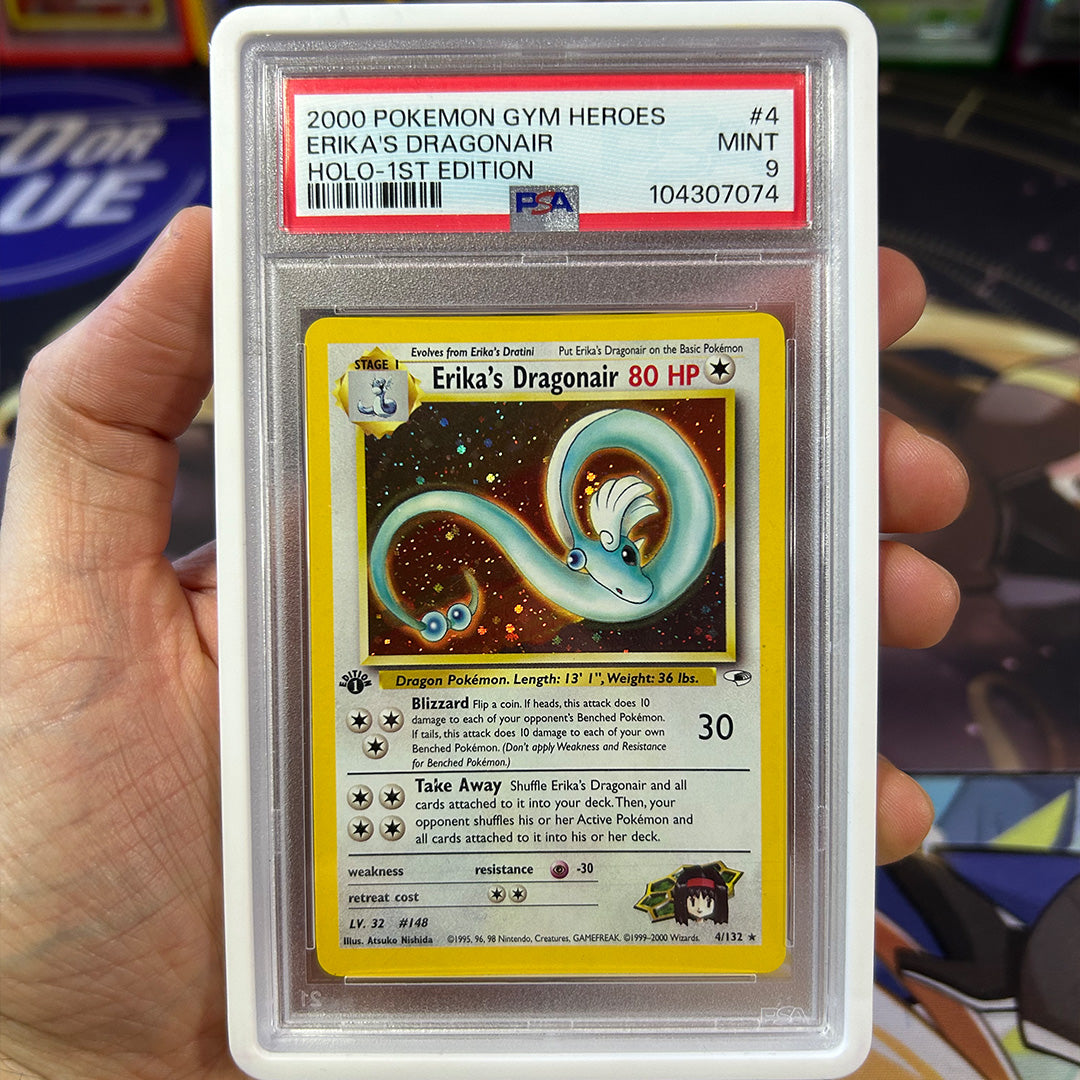 2000 POKEMON GYM HEROES #4
ERIKA'S DRAGONAIR MINT
HOLO-1ST EDITION 9
PSA 104307074
D OR
UE
STAGE 1 Evolves from Erika's Dratini Put Erika's Dragonair on the Basic Pokémon
Erika's Dragonair 80 HP
EDITION
1
Dragon Pokémon. Length: 13' 1", Weight: 36 lbs.
Blizzard Flip a coin. If heads, this attack does 10
damage to each of your opponent's Benched Pokémon.
If tails, this attack does 10 damage to each of your own
Benched Pokémon. (Don't apply Weakness and Resistance
for Benched Pokémon.)
30
Take Away Shuffle Erika's Dragonair and all
cards attached to it into your deck. Then, your
opponent shuffles his or her Active Pokémon and
all cards attached to it into his or her deck.
weakness resistance -30
retreat cost
LV. 32 #148
Illus. Atsuko Nishida ©1995, 96, 98 Nintendo, Creatures, GAMEFREAK. ©1999-2000 Wizards. 4/132 ★
21 PSA